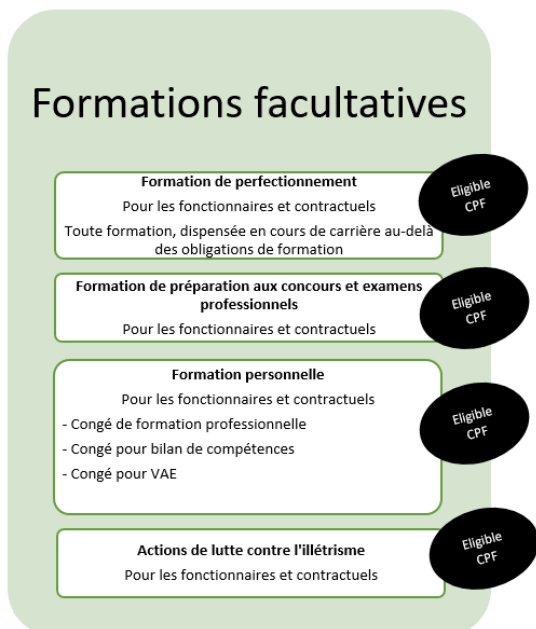 Formations facultatives
Formation de perfectionnement
Pour les fonctionnaires et contractuels
Toute formation, dispensée en cours de carrière au-delà
des obligations de formation
Eligible
CPF
Formation de préparation aux concours et examens
professionnels
Pour les fonctionnaires et contractuels
Eligible
CPF
Formation personnelle
Pour les fonctionnaires et contractuels
- Congé de formation professionnelle
- Congé pour bilan de compétences
- Congé pour VAE
Eligible
CPF
Actions de lutte contre l'illétrisme
Pour les fonctionnaires et contractuels
Eligible
CPF